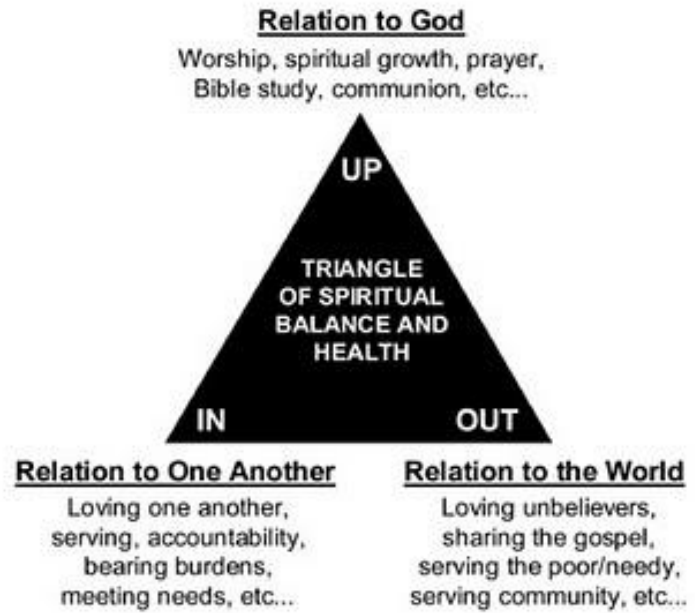 Relation to God
Worship, spiritual growth, prayer,
Bible study, communion, etc...
UP
TRIANGLE
OF SPIRITUAL
BALANCE AND
HEALTH
IN
OUT
Relation to One Another
Loving one another,
serving, accountability,
bearing burdens,
meeting needs, etc...
Relation to the World
Loving unbelievers,
sharing the gospel,
serving the poor/needy,
serving community, etc...